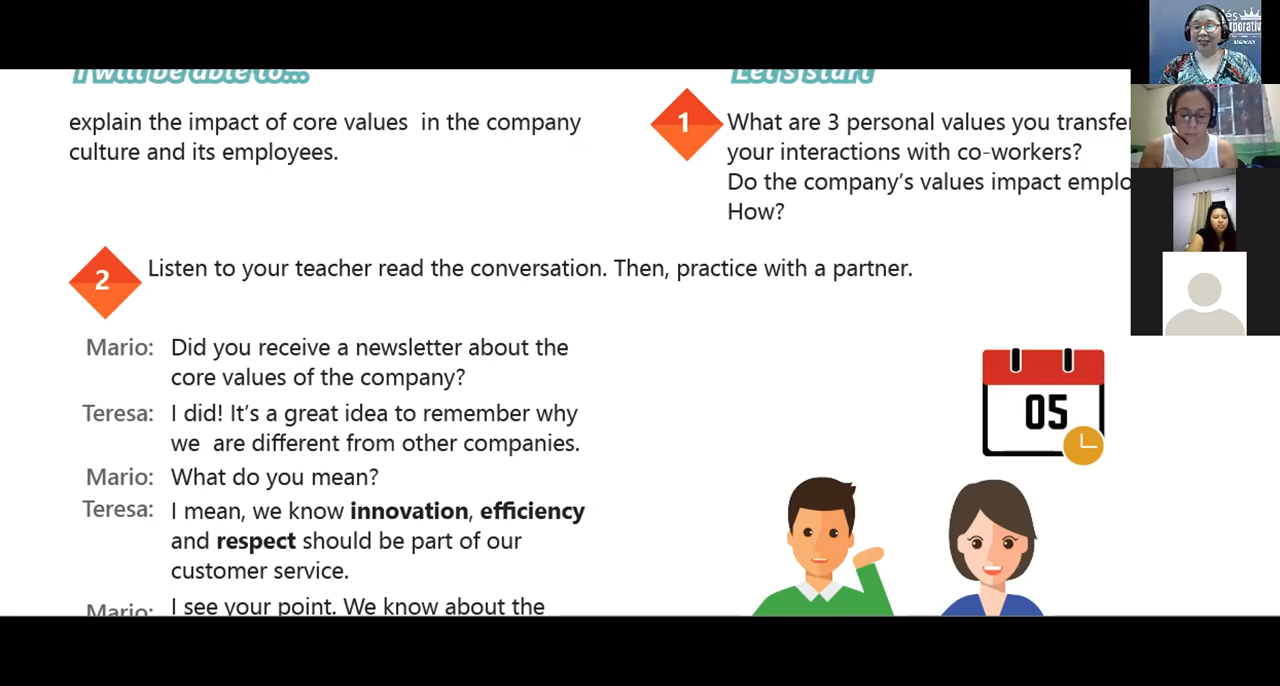 I will be able to...
explain the impact of core values in the company
culture and its employees.
Let's start
1
What are 3 personal values you
your interactions with co-workers?
Do the company's values impact
How?
2
Listen to your teacher read the conversation. Then, practice with a partner.
Mario: Did you receive a newsletter about the
core values of the company?
Teresa: I did! It's a great idea to remember why
we are different from other companies.
Mario: What do you mean?
Teresa: I mean, we know innovation, efficiency
and respect should be part of our
customer service.
Mario: I see your point. We know about the
05